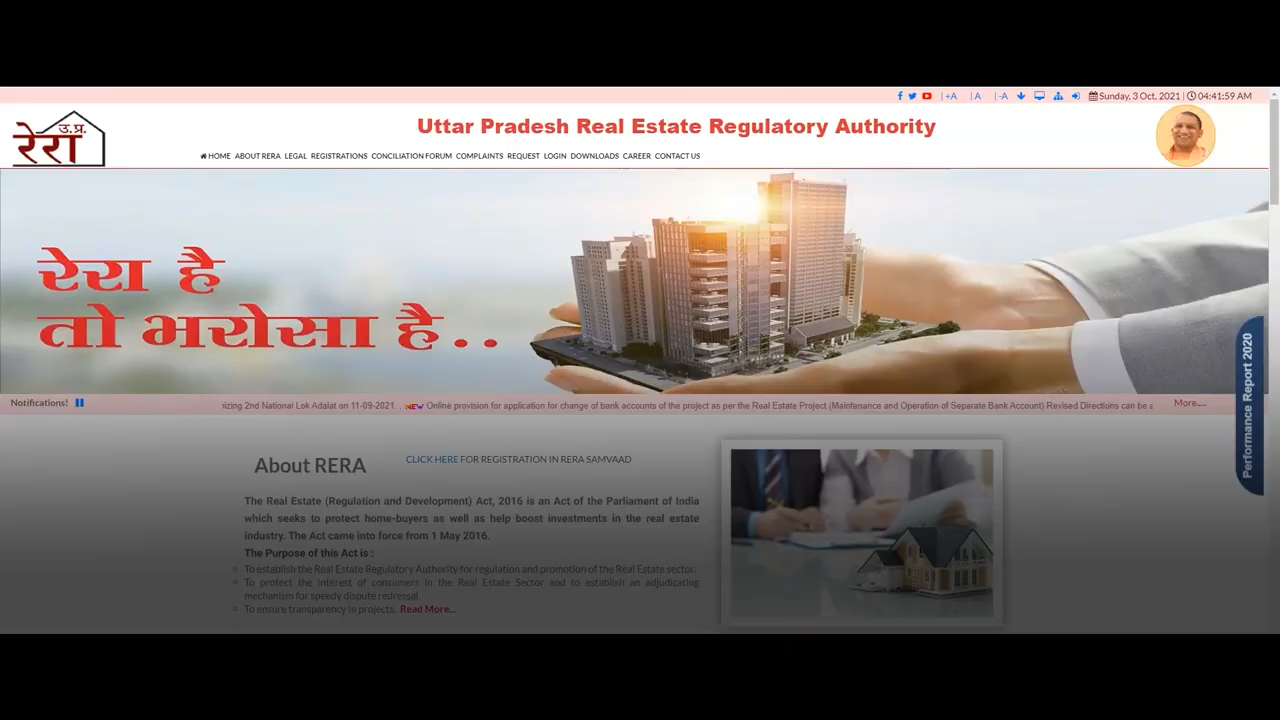 | +A | A | -A Sunday, 3 Oct, 2021 | 04:41:59 AM
उ.प्र.
रेरा
Uttar Pradesh Real Estate Regulatory Authority
HOME ABOUT RERA LEGAL REGISTRATIONS CONCILIATION FORUM COMPLAINTS REQUEST LOGIN DOWNLOADS CAREER CONTACT US
रेरा है
तो भरोसा है..
Performance Report 2020
Notifications! nizing 2nd National Lok Adalat on 11-09-2021 NEW Online provision for application for change of bank accounts of the project as per the Real Estate Project (Maintenance and Operation of Separate Bank Account) Revised Directions can be a More.....
About RERA
CLICK HERE FOR REGISTRATION IN RERA SAMVAAD
The Real Estate (Regulation and Development) Act, 2016 is an Act of the Parliament of India
which seeks to protect home-buyers as well as help boost investments in the real estate
industry. The Act came into force from 1 May 2016.
The Purpose of this Act is :
To establish the Real Estate Regulatory Authority for regulation and promotion of the Real Estate sector.
To protect the interest of consumers in the Real Estate Sector and to establish an adjudicating
mechanism for speedy dispute redressal.
To ensure transparency in projects. Read More...